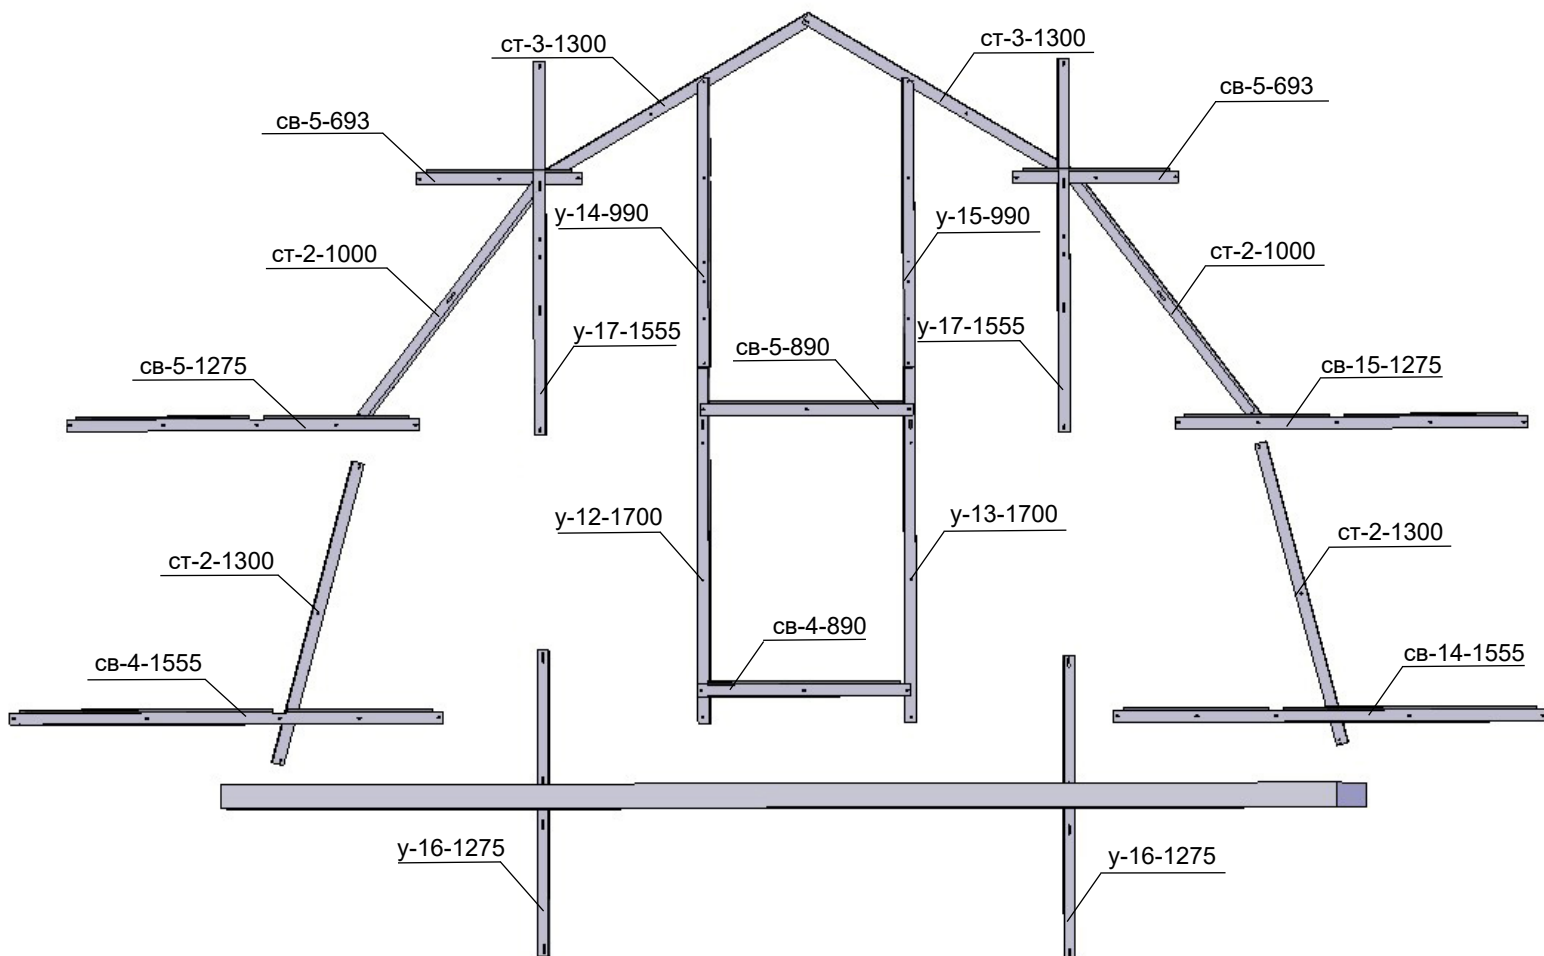 ст-3-1300
ст-3-1300
св-5-693
св-5-693
у-14-990
у-15-990
ст-2-1000
ст-2-1000
у-17-1555
у-17-1555
св-5-890
св-5-1275
св-15-1275
у-12-1700
у-13-1700
ст-2-1300
ст-2-1300
св-4-890
св-4-1555
св-14-1555
у-16-1275
у-16-1275